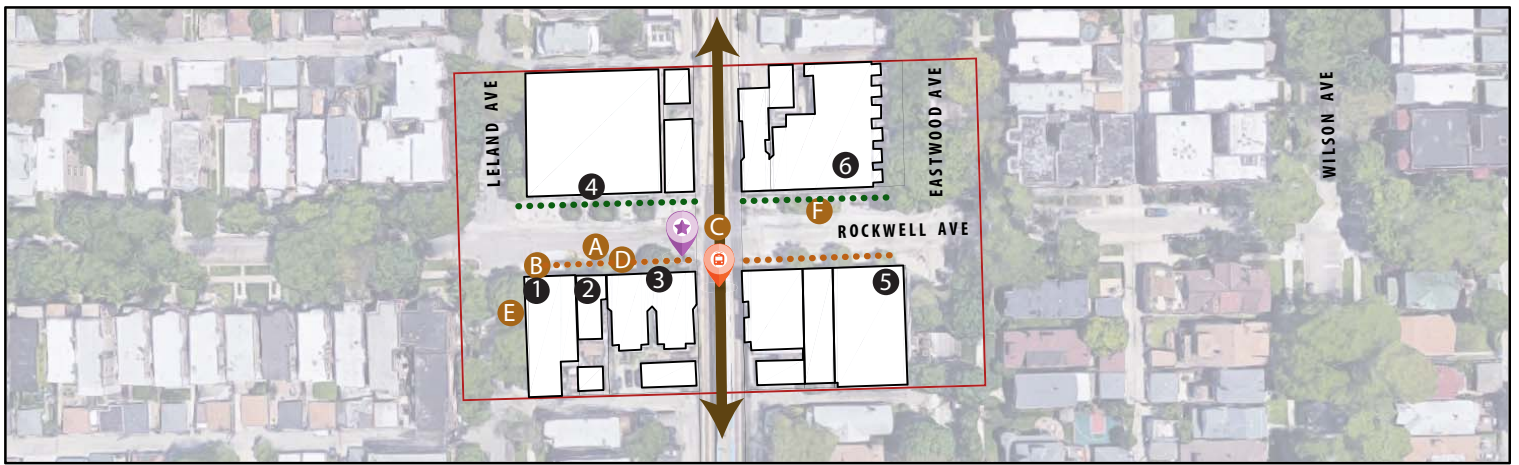 LELAND AVE
EASTWOOD AVE
WILSON AVE
6
4
F
C
ROCKWELL AVE
A
B
D
3
1
2
5
E